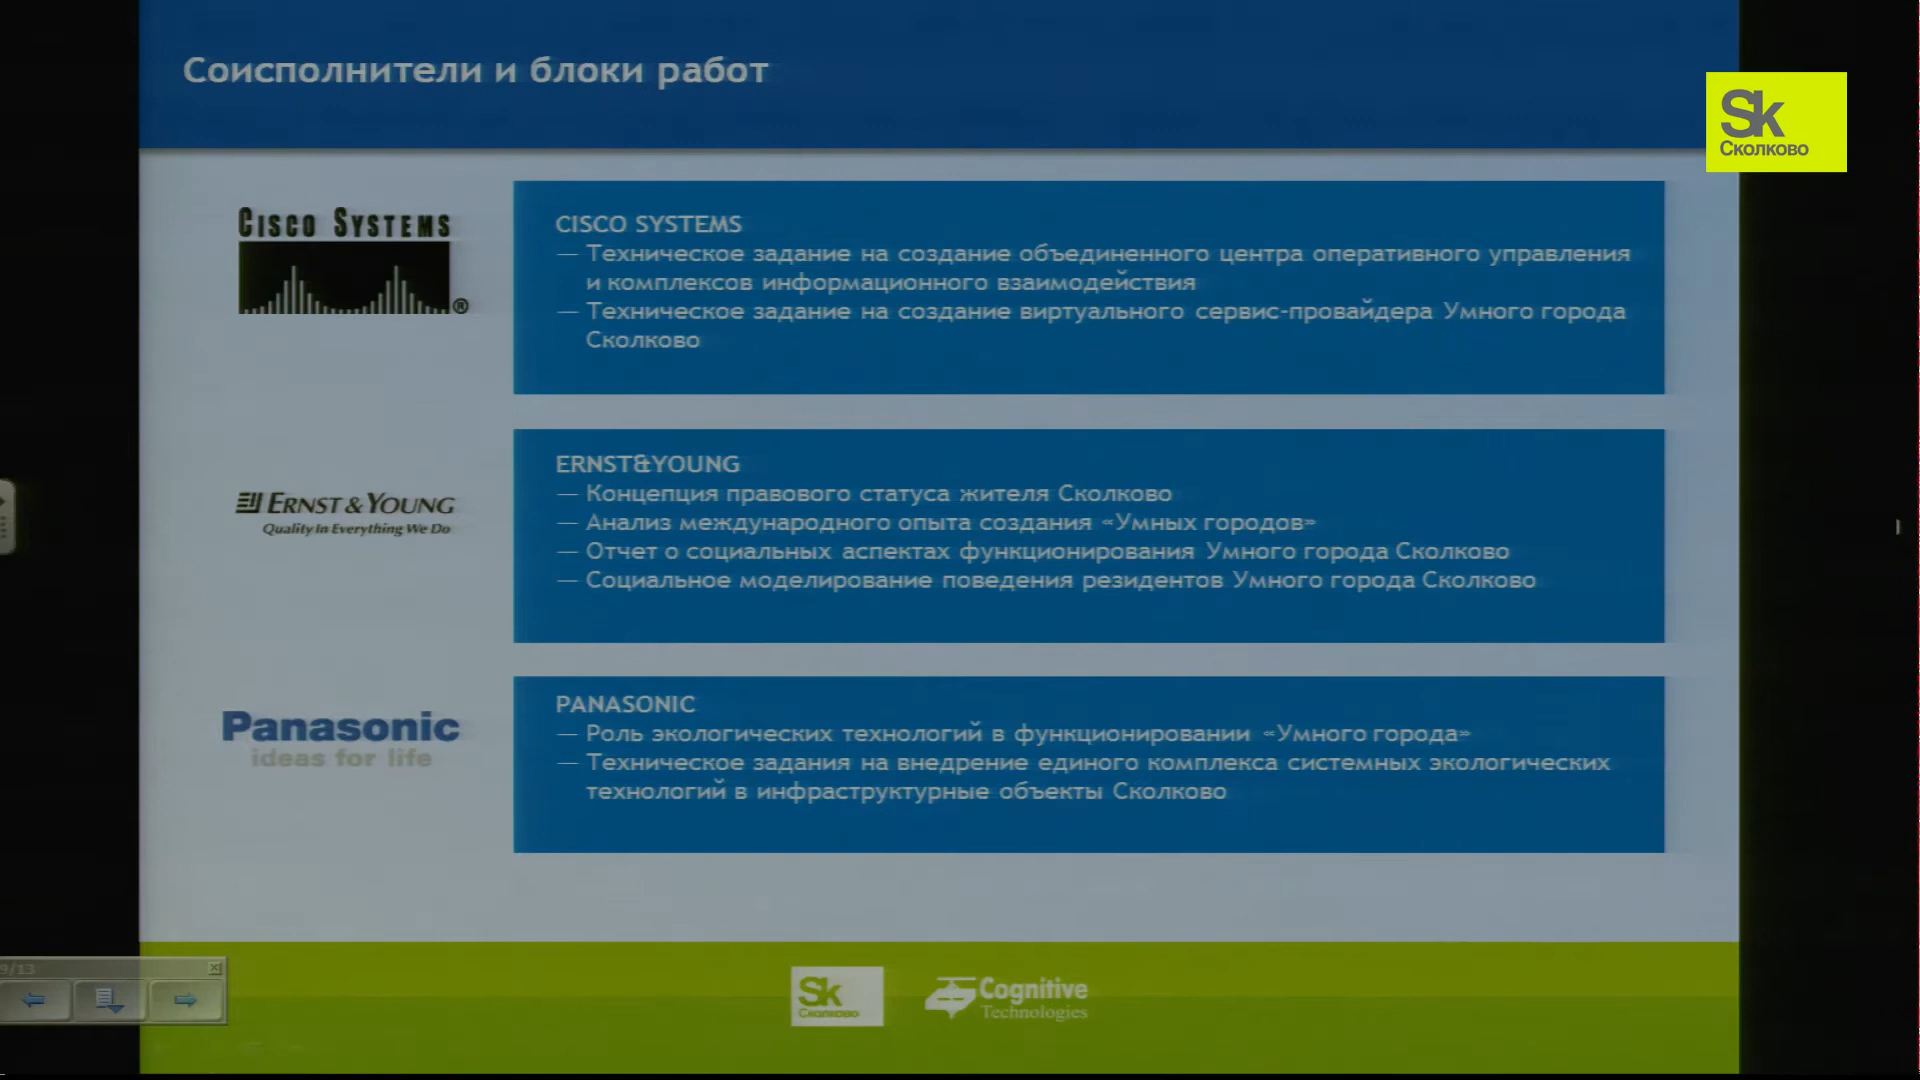 Соисполнители и блоки работ
Sk
Сколково
CISCO SYSTEMS
®
CISCO SYSTEMS
— Техническое задание на создание объединенного центра оперативного управления
и комплексов информационного взаимодействия
— Техническое задание на создание виртуального сервис-провайдера Умного города
Сколково
ERNST & YOUNG
Quality In Everything We Do
ERNST&YOUNG
— Концепция правового статуса жителя Сколково
— Анализ международного опыта создания «Умных городов»
— Отчет о социальных аспектах функционирования Умного города Сколково
— Социальное моделирование поведения резидентов Умного города Сколково
Panasonic
ideas for life
PANASONIC
— Роль экологических технологий в функционировании «Умного города»
— Техническое задания на внедрение единого комплекса системных экологических
технологий в инфраструктурные объекты Сколково
9/13
Sk
Сколково
Cognitive
Technologies